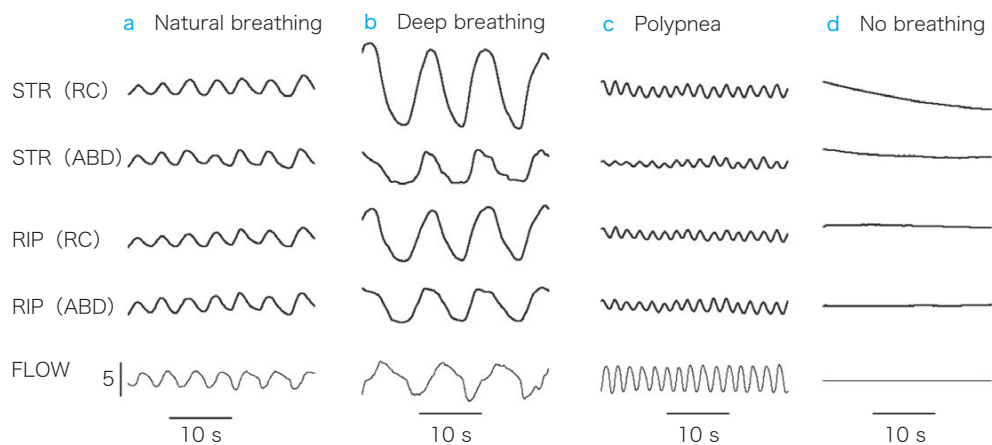 a Natural breathing
b Deep breathing
c Polypnea
d No breathing
STR (RC)
STR (ABD)
RIP (RC)
RIP (ABD)
FLOW
5
10 s
10 s
10 s
10 s